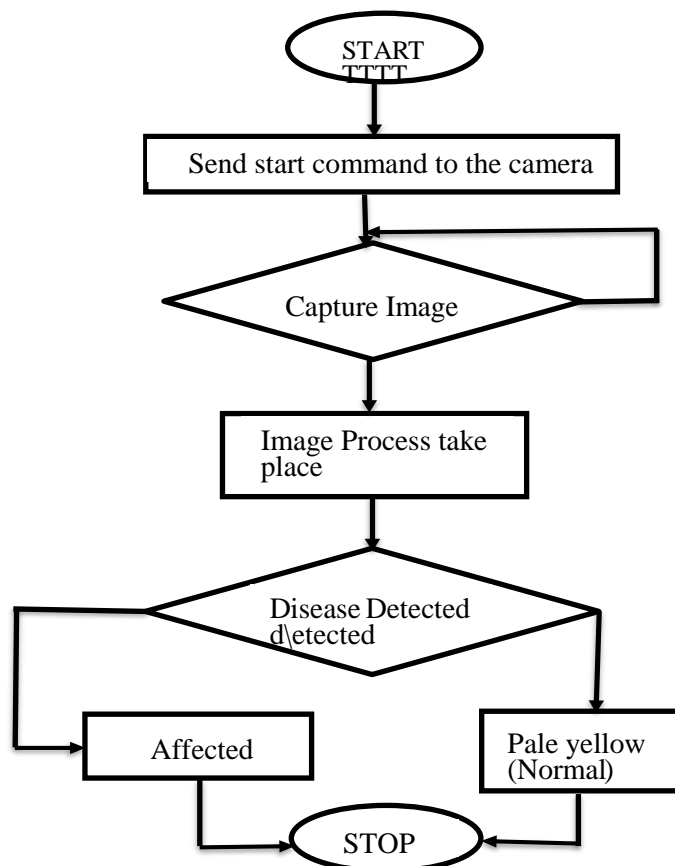 START
TTTT
Send start command to the camera
Capture Image
Image Process take
place
Disease Detected
d\etected
Affected
Pale yellow
(Normal)
STOP